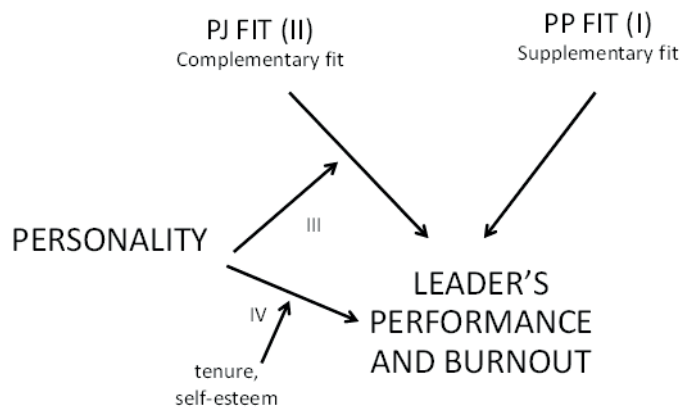 PJ FIT (II)
Complementary fit
PP FIT (I)
Supplementary fit
III
PERSONALITY
IV
LEADER’S
PERFORMANCE
AND BURNOUT
tenure,
self-esteem